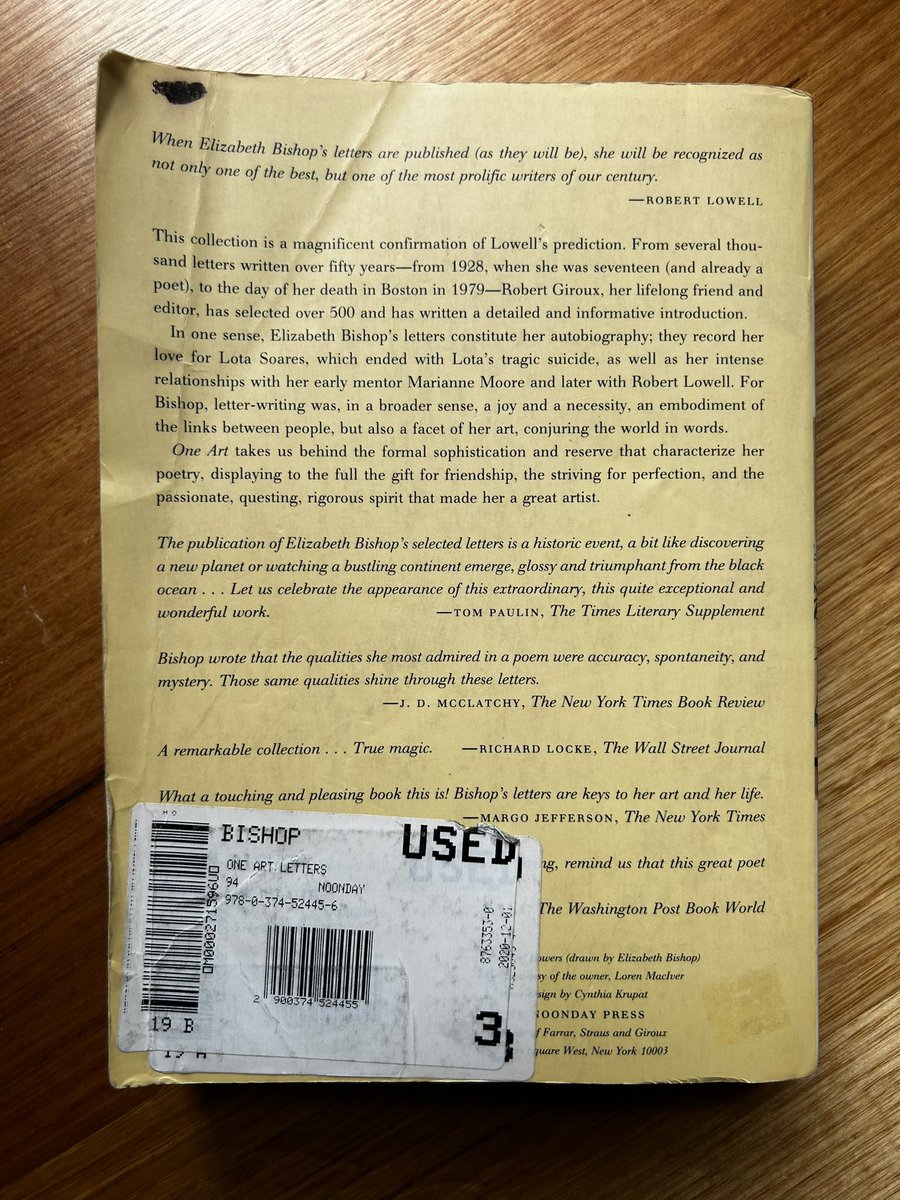 When Elizabeth Bishop's letters are published (as they will be), she will be recognized as
not only one of the best, but one of the most prolific writers of our century.
—ROBERT LOWELL
This collection is a magnificent confirmation of Lowell's prediction. From several thou-
sand letters written over fifty years—from 1928, when she was seventeen (and already a
poet), to the day of her death in Boston in 1979—Robert Giroux, her lifelong friend and
editor, has selected over 500 and has written a detailed and informative introduction.
In one sense, Elizabeth Bishop's letters constitute her autobiography; they record her
love for Lota Soares, which ended with Lota's tragic suicide, as well as her intense
relationships with her early mentor Marianne Moore and later with Robert Lowell. For
Bishop, letter-writing was, in a broader sense, a joy and a necessity, an embodiment of
the links between people, but also a facet of her art, conjuring the world in words.
One Art takes us behind the formal sophistication and reserve that characterize her
poetry, displaying to the full the gift for friendship, the striving for perfection, and the
passionate, questing, rigorous spirit that made her a great artist.
The publication of Elizabeth Bishop's selected letters is a historic event, a bit like discovering
a new planet or watching a bustling continent emerge, glossy and triumphant from the black
ocean . . . Let us celebrate the appearance of this extraordinary, this quite exceptional and
wonderful work. —TOM PAULIN, The Times Literary Supplement
Bishop wrote that the qualities she most admired in a poem were accuracy, spontaneity, and
mystery. Those same qualities shine through these letters.
—J. D. MCCLATCHY, The New York Times Book Review
A remarkable collection . . . True magic. —RICHARD LOCKE, The Wall Street Journal
What a touching and pleasing book this is! Bishop's letters are keys to her art and her life.
—MARGO JEFFERSON, The New York Times
ng, remind us that this great poet
The Washington Post Book World
owers (drawn by Elizabeth Bishop)
sy of the owner, Loren MacIver
sign by Cynthia Krupat
NOONDAY PRESS
f Farrar, Straus and Giroux
quare West, New York 10003
BISHOP
USED
ONE ART LETTERS
94 NOONDAY
978-0-374-52445-6
2 900374 524455
19 B
3
8763353-0
2020-12-01